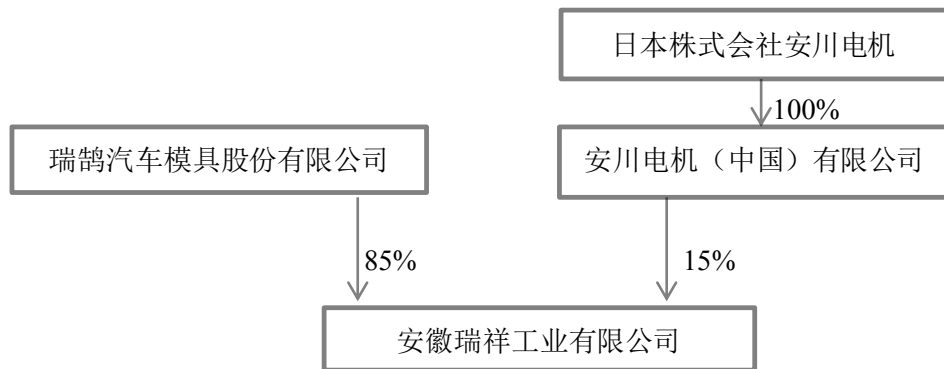 日本株式会社安川电机
100%
瑞鹄汽车模具股份有限公司
安川电机（中国）有限公司
85%
15%
安徽瑞祥工业有限公司